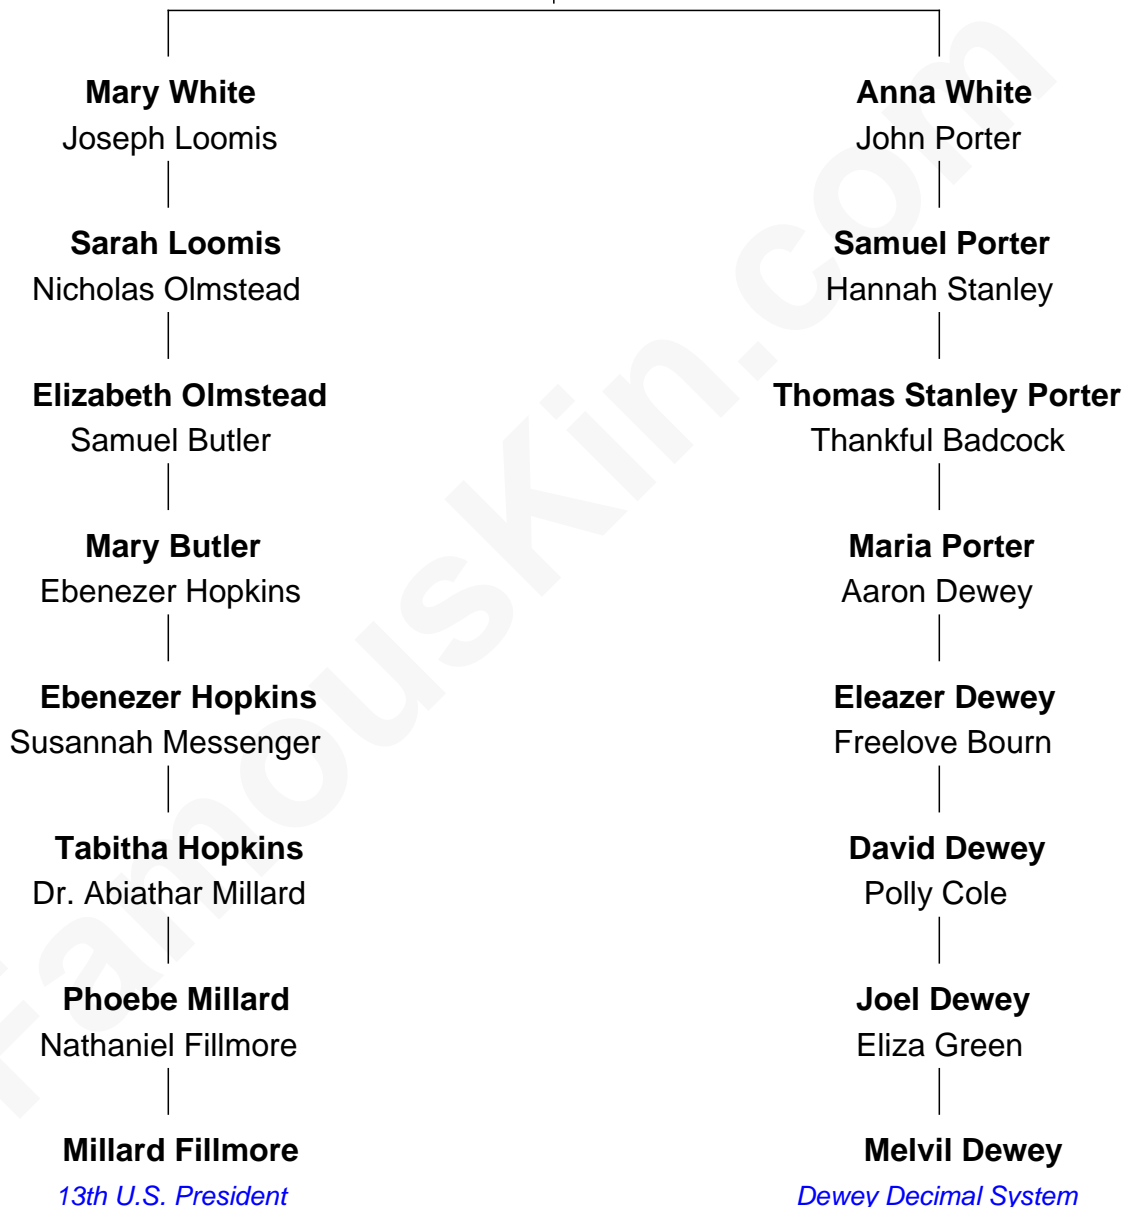 Mary White
Joseph Loomis
Sarah Loomis
Nicholas Olmstead
Elizabeth Olmstead
Samuel Butler
Mary Butler
Ebenezer Hopkins
Ebenezer Hopkins
Susannah Messenger
Tabitha Hopkins
Dr. Abiathar Millard
Phoebe Millard
Nathaniel Fillmore
Millard Fillmore
13th U.S. President
Anna White
John Porter
Samuel Porter
Hannah Stanley
Thomas Stanley Porter
Thankful Badcock
Maria Porter
Aaron Dewey
Eleazer Dewey
Freelove Bourn
David Dewey
Polly Cole
Joel Dewey
Eliza Green
Melvil Dewey
Dewey Decimal System
FamousKin.com